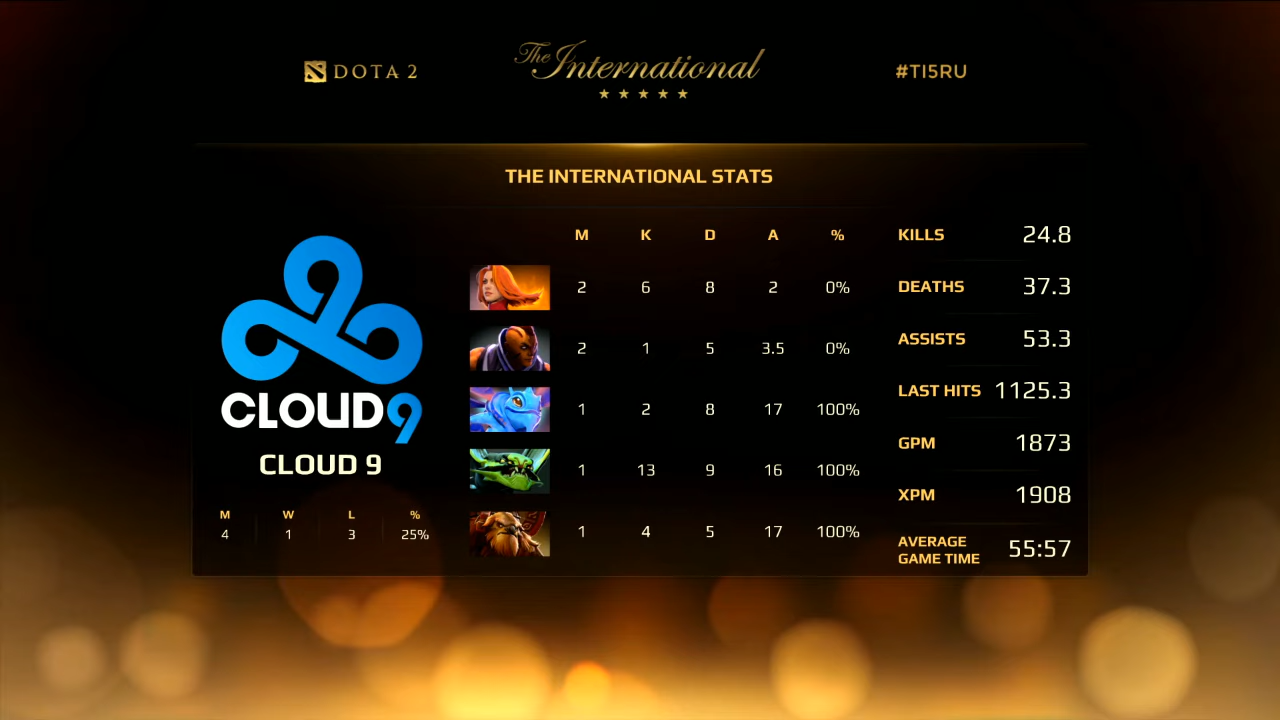 DOTA 2
The International
#TI5RU
THE INTERNATIONAL STATS
CLOUD9
CLOUD 9
M W L %
4 1 3 25%
M K D A %
2 6 8 2 0%
2 1 5 3.5 0%
1 2 8 17 100%
1 13 9 16 100%
1 4 5 17 100%
KILLS 24.8
DEATHS 37.3
ASSISTS 53.3
LAST HITS 1125.3
GPM 1873
XPM 1908
AVERAGE
GAME TIME 55:57